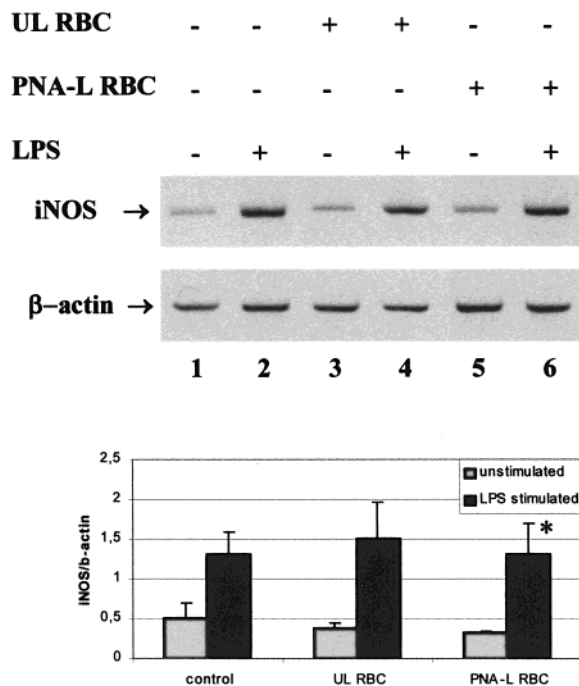 UL RBC - - + + - -
PNA-L RBC - - - - + +
LPS - + - + - +
iNOS →
β–actin →
1 2 3 4 5 6
2,5
2
1,5
1
0,5
0
iNOS/b-actin
unstimulated
LPS stimulated
*
control UL RBC PNA-L RBC